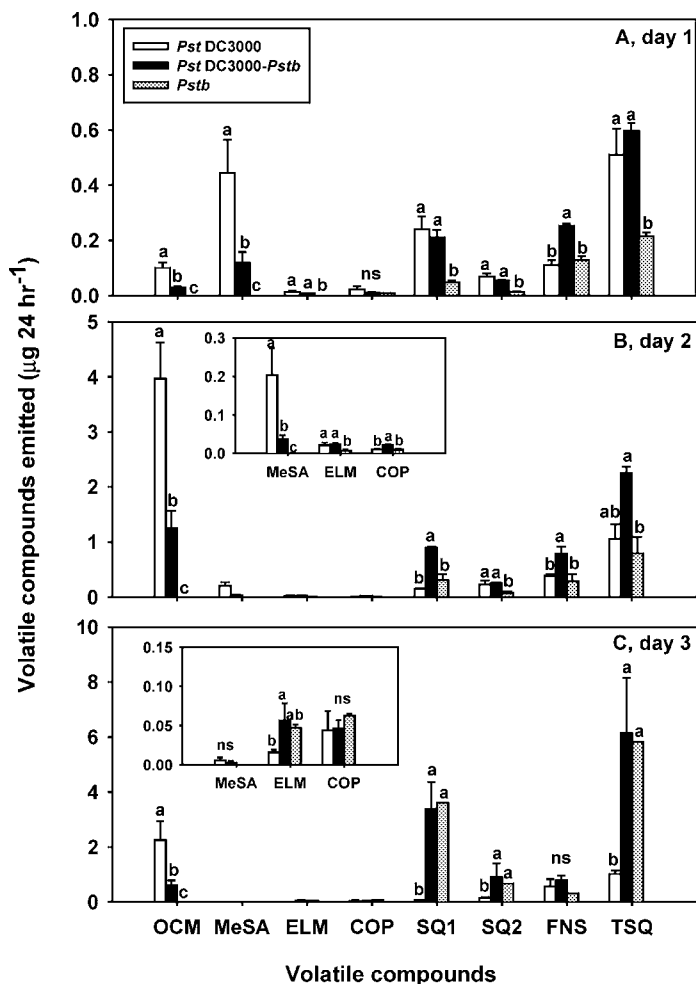 Volatile compounds emitted (µg 24 hr⁻¹)
A, day 1
Pst DC3000
Pst DC3000-Pstb
Pstb
1.0
0.8
0.6
0.4
0.2
0.0
a b c
a b c
a a b
ns
a a b
a a b
b a b
a a b
B, day 2
5
4
3
2
1
0
a b c
b a b
a a b
b a b
ab a b
0.3
0.2
0.1
0.0
a b c
a a b
b a b
MeSA ELM COP
C, day 3
10
8
6
4
2
0
a b c
b a a
b a a
ns
b a a
0.15
0.10
0.05
0.00
ns
b a ab
ns
MeSA ELM COP
OCM MeSA ELM COP SQ1 SQ2 FNS TSQ
Volatile compounds